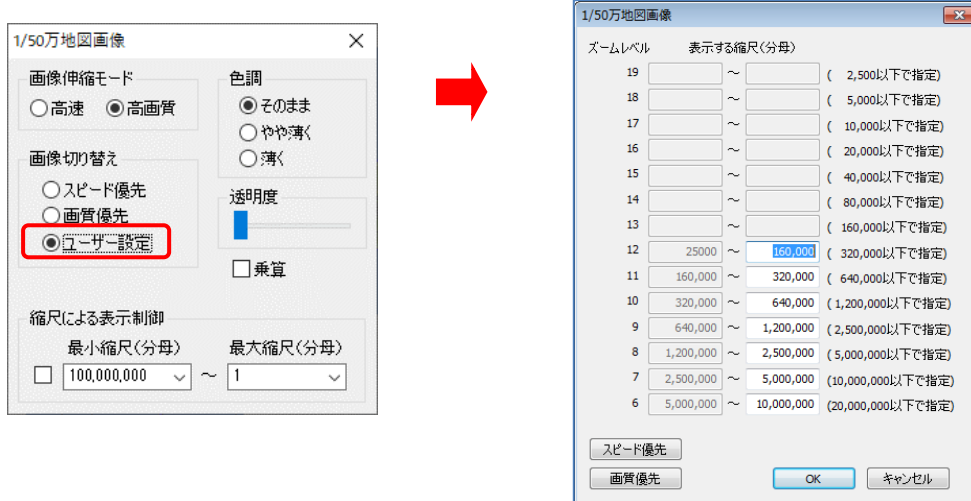 1/50万地図画像
画像伸縮モード
高速 高画質
画像切り替え
スピード優先
画質優先
ユーザー設定
色調
そのまま
やや薄く
薄く
透明度
乗算
縮尺による表示制御
最小縮尺(分母) 最大縮尺(分母)
100,000,000 ～ 1
1/50万地図画像
ズームレベル 表示する縮尺(分母)
19 ～ ( 2,500以下で指定)
18 ～ ( 5,000以下で指定)
17 ～ ( 10,000以下で指定)
16 ～ ( 20,000以下で指定)
15 ～ ( 40,000以下で指定)
14 ～ ( 80,000以下で指定)
13 ～ ( 160,000以下で指定)
12 25000 ～ 160,000 ( 320,000以下で指定)
11 160,000 ～ 320,000 ( 640,000以下で指定)
10 320,000 ～ 640,000 ( 1,200,000以下で指定)
9 640,000 ～ 1,200,000 ( 2,500,000以下で指定)
8 1,200,000 ～ 2,500,000 ( 5,000,000以下で指定)
7 2,500,000 ～ 5,000,000 (10,000,000以下で指定)
6 5,000,000 ～ 10,000,000 (20,000,000以下で指定)
スピード優先
画質優先 OK キャンセル